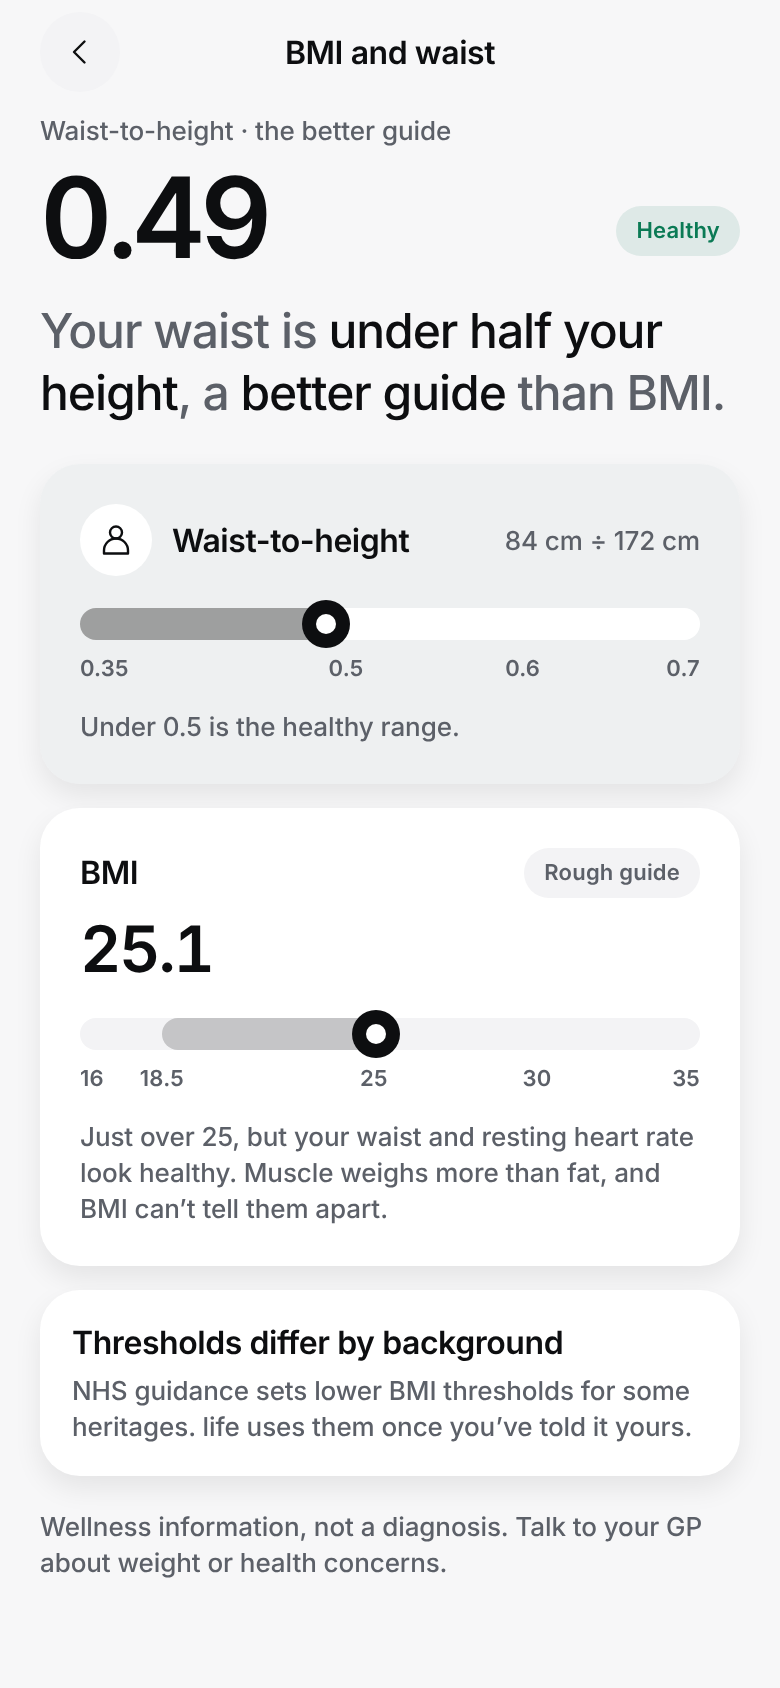 BMI and waist
Waist-to-height · the better guide
0.49
Healthy
Your waist is under half your
height, a better guide than BMI.
Waist-to-height
84 cm ÷ 172 cm
0.35 0.5 0.6 0.7
Under 0.5 is the healthy range.
BMI
Rough guide
25.1
16 18.5 25 30 35
Just over 25, but your waist and resting heart rate
look healthy. Muscle weighs more than fat, and
BMI can’t tell them apart.
Thresholds differ by background
NHS guidance sets lower BMI thresholds for some
heritages. life uses them once you’ve told it yours.
Wellness information, not a diagnosis. Talk to your GP
about weight or health concerns.